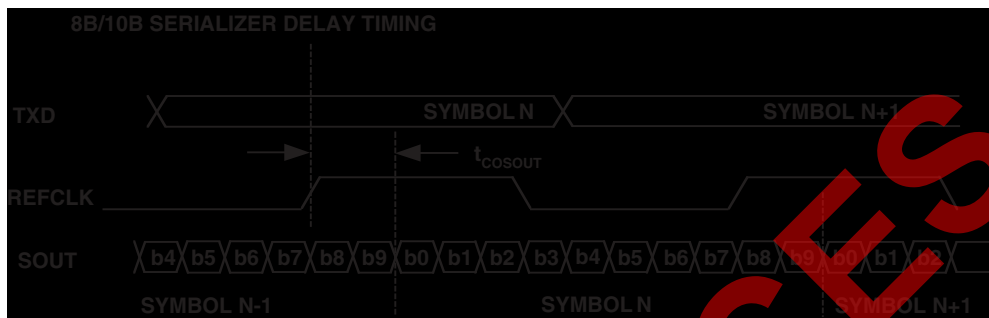 8B/10B SERIALIZER DELAY TIMING
TXD SYMBOL N SYMBOL N+1
tCOSOUT
REFCLK
SOUT b4 b5 b6 b7 b8 b9 b0 b1 b2 b3 b4 b5 b6 b7 b8 b9 b0 b1 b2
SYMBOL N-1 SYMBOL N SYMBOL N+1
CES